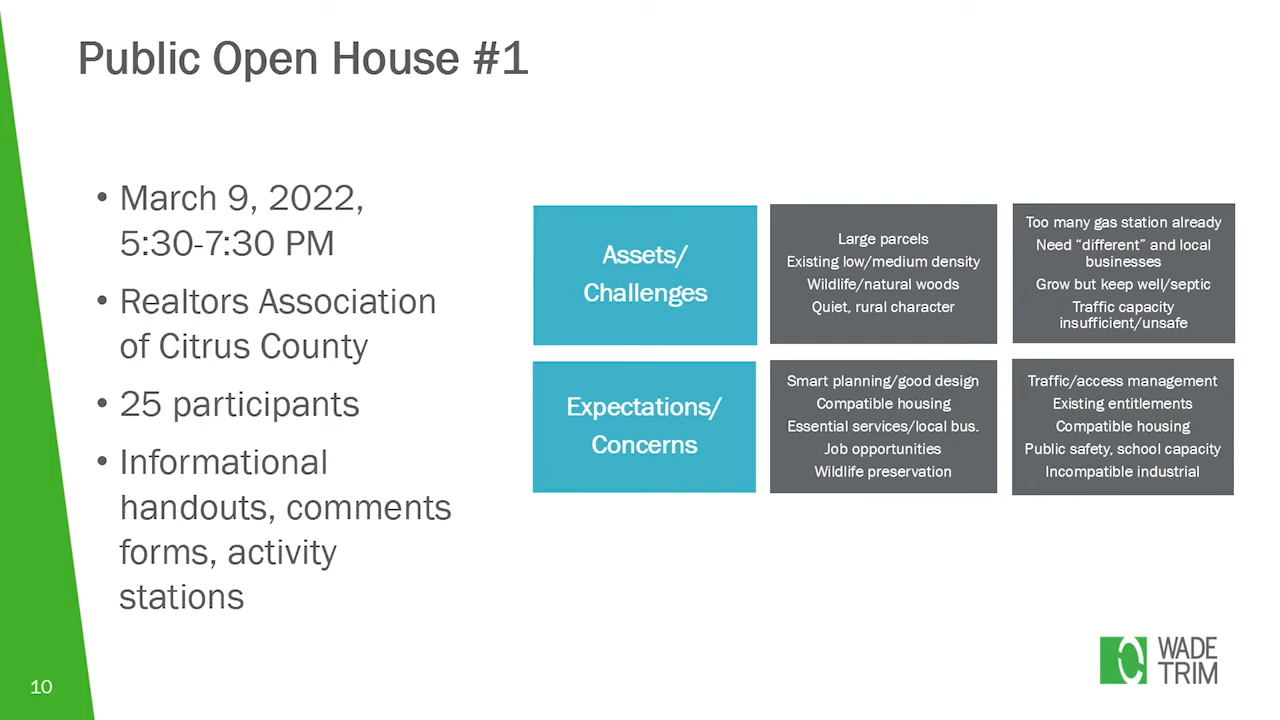 Public Open House #1
• March 9, 2022,
5:30-7:30 PM
• Realtors Association
of Citrus County
• 25 participants
• Informational
handouts, comments
forms, activity
stations
Assets/
Challenges
Large parcels
Existing low/medium density
Wildlife/natural woods
Quiet, rural character
Too many gas station already
Need “different” and local
businesses
Grow but keep well/septic
Traffic capacity
insufficient/unsafe
Expectations/
Concerns
Smart planning/good design
Compatible housing
Essential services/local bus.
Job opportunities
Wildlife preservation
Traffic/access management
Existing entitlements
Compatible housing
Public safety, school capacity
Incompatible industrial
10
WADE
TRIM